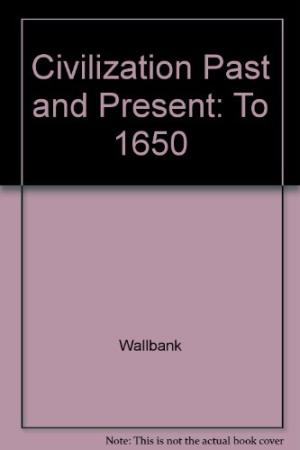 Civilization Past
and Present: To
1650
Wallbank
Note: This is not the actual book cover